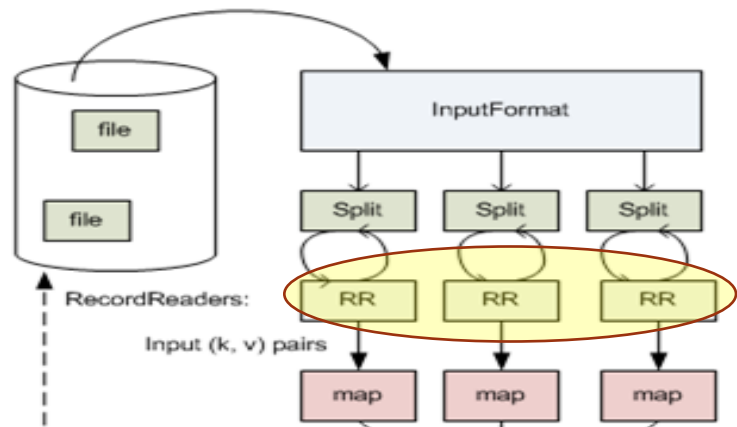 file
InputFormat
file
Split Split Split
RecordReaders: RR RR RR
Input (k, v) pairs
map map map